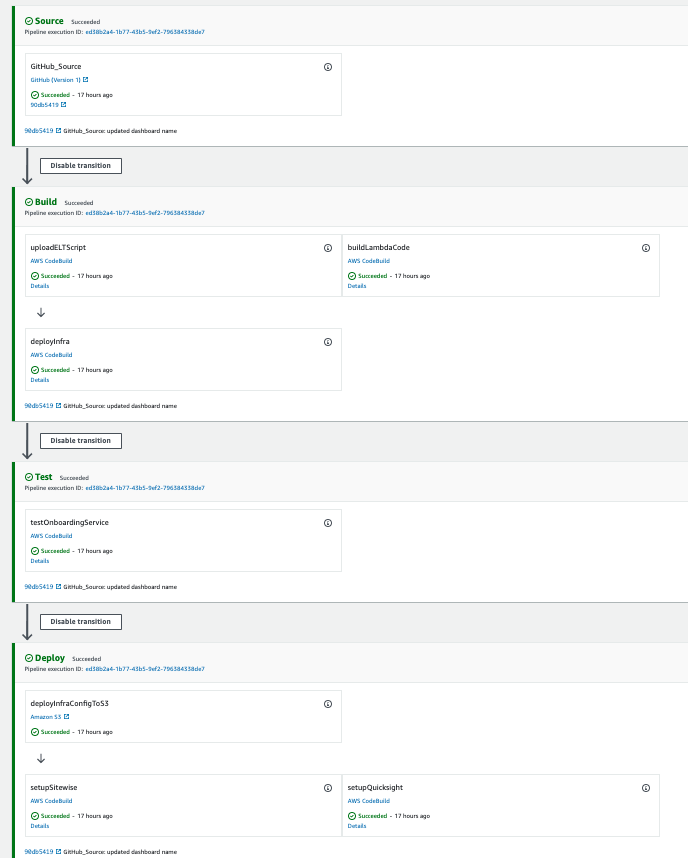 Source Succeeded
Pipeline execution ID: ed38b2a4-1b77-43b5-9ef2-796384338de7
GitHub_Source
GitHub (Version 1)
Succeeded - 17 hours ago
90db5419
90db5419 GitHub_Source: updated dashboard name
Disable transition
Build Succeeded
Pipeline execution ID: ed38b2a4-1b77-43b5-9ef2-796384338de7
uploadELTScript
AWS CodeBuild
Succeeded - 17 hours ago
Details
buildLambdaCode
AWS CodeBuild
Succeeded - 17 hours ago
Details
deployInfra
AWS CodeBuild
Succeeded - 17 hours ago
Details
90db5419 GitHub_Source: updated dashboard name
Disable transition
Test Succeeded
Pipeline execution ID: ed38b2a4-1b77-43b5-9ef2-796384338de7
testOnboardingService
AWS CodeBuild
Succeeded - 17 hours ago
Details
90db5419 GitHub_Source: updated dashboard name
Disable transition
Deploy Succeeded
Pipeline execution ID: ed38b2a4-1b77-43b5-9ef2-796384338de7
deployInfraConfigToS3
Amazon S3
Succeeded - 17 hours ago
setupSitewise
AWS CodeBuild
Succeeded - 17 hours ago
Details
setupQuicksight
AWS CodeBuild
Succeeded - 17 hours ago
Details
90db5419 GitHub_Source: updated dashboard name